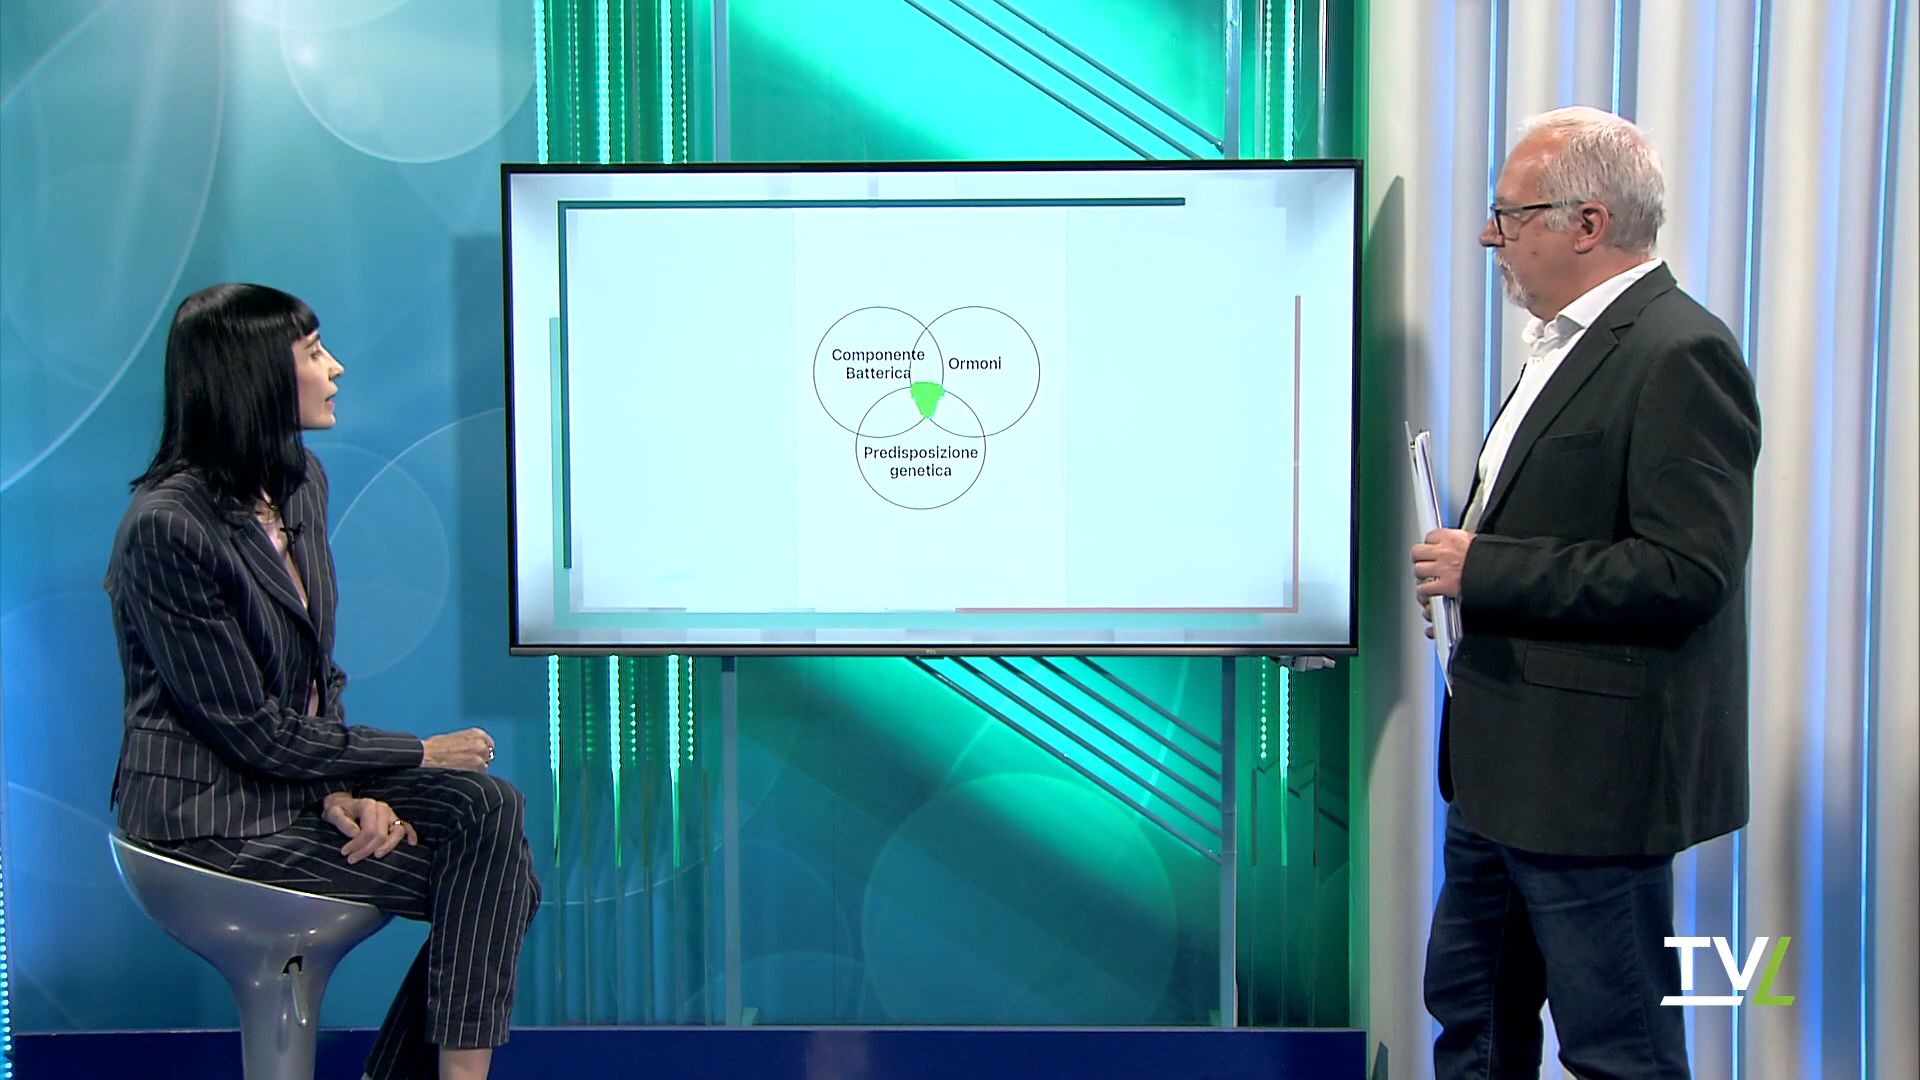 Componente
Batterica
Ormoni
Predisposizione
genetica
TVL